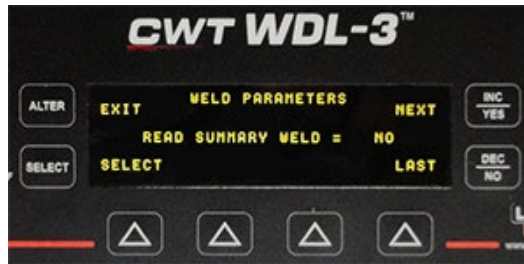 CWT WDL-3™
ALTER
EXIT
WELD PARAMETERS
NEXT
INC
YES
READ SUMMARY WELD = NO
SELECT
SELECT
LAST
DEC
NO